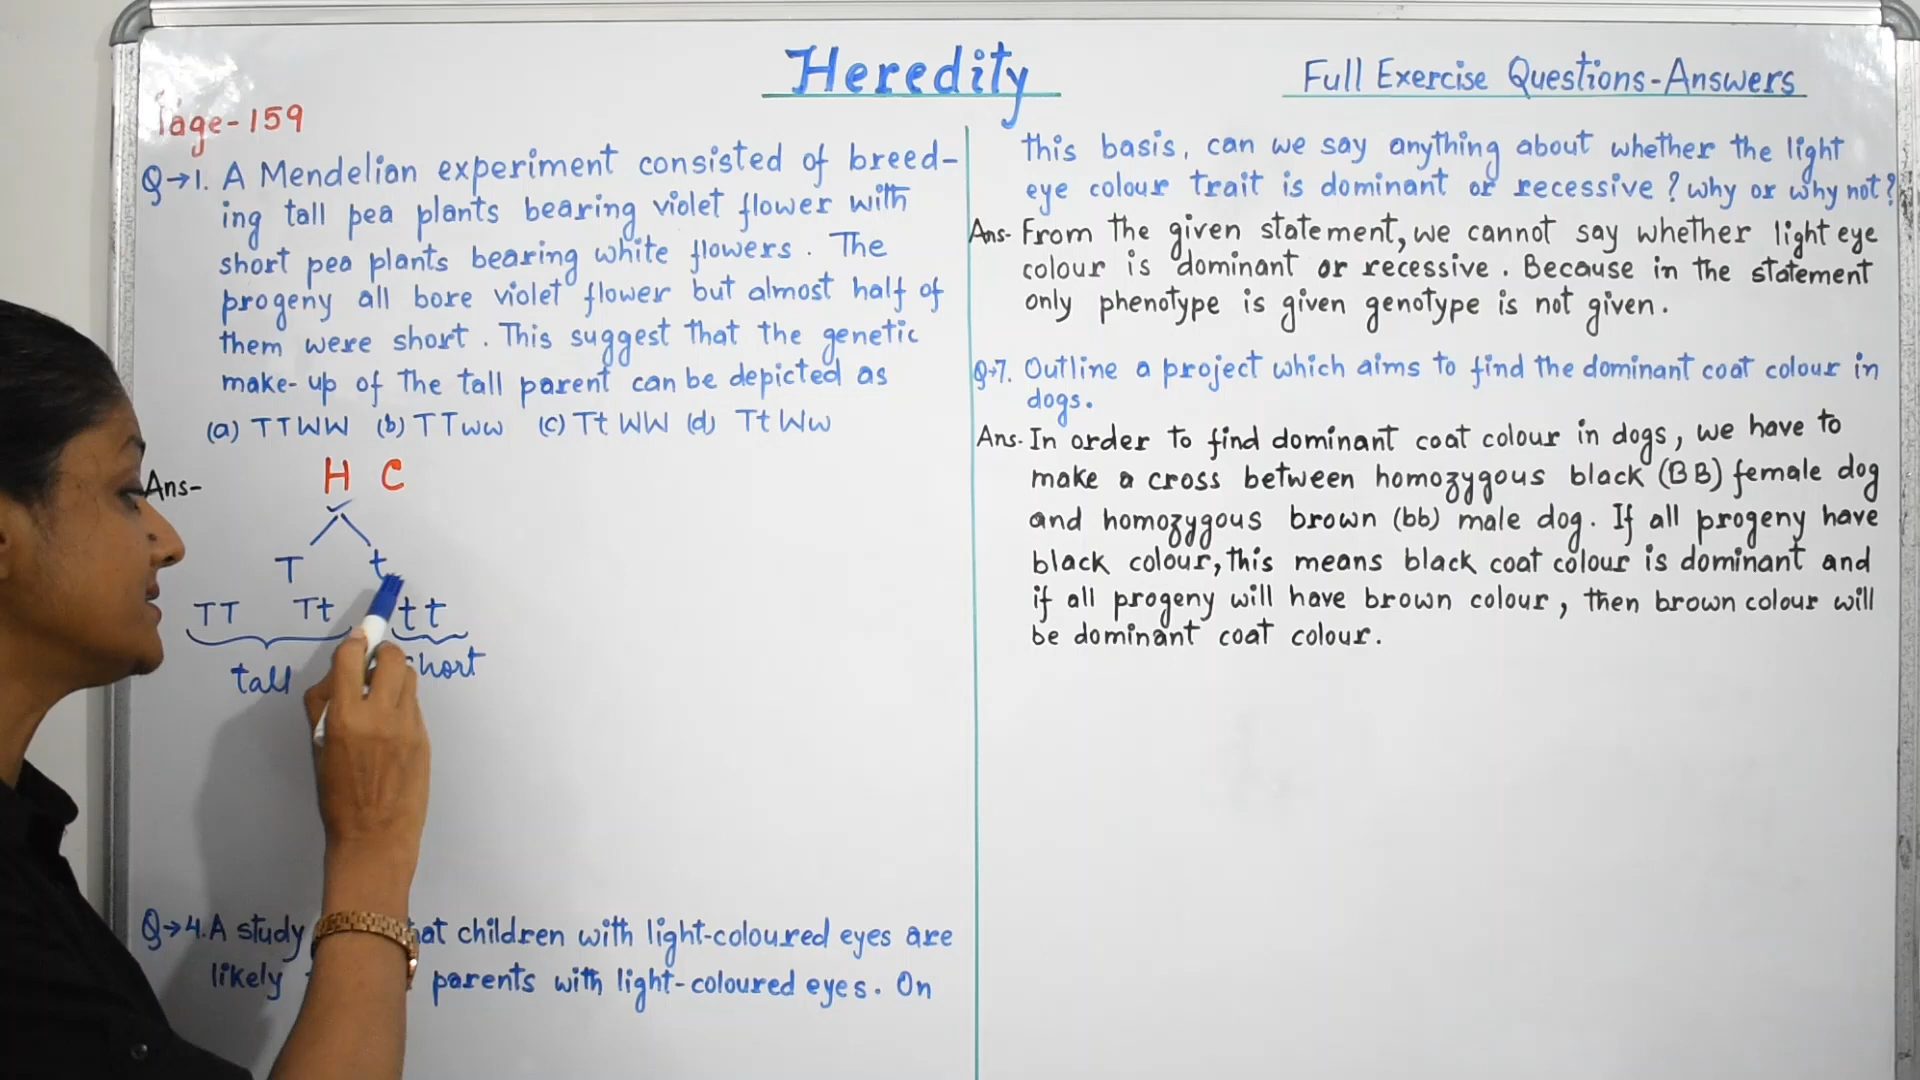 Heredity
Full Exercise Questions-Answers
Page-159
Q→1. A Mendelian experiment consisted of breed-
ing tall pea plants bearing violet flower with
short pea plants bearing white flowers. The
progeny all bore violet flower but almost half of
them were short. This suggest that the genetic
make-up of the tall parent can be depicted as
(a) TTWW (b) TTww (c) TtWW (d) TtWw
Ans-
H C
T t
TT Tt tt
tall short
Q→4. A study that children with light-coloured eyes are
likely parents with light-coloured eyes. On
this basis, can we say anything about whether the light
eye colour trait is dominant or recessive? why or why not?
Ans- From the given statement, we cannot say whether light eye
colour is dominant or recessive. Because in the statement
only phenotype is given genotype is not given.
Q→7. Outline a project which aims to find the dominant coat colour in
dogs.
Ans- In order to find dominant coat colour in dogs, we have to
make a cross between homozygous black (BB) female dog
and homozygous brown (bb) male dog. If all progeny have
black colour, this means black coat colour is dominant and
if all progeny will have brown colour, then brown colour will
be dominant coat colour.